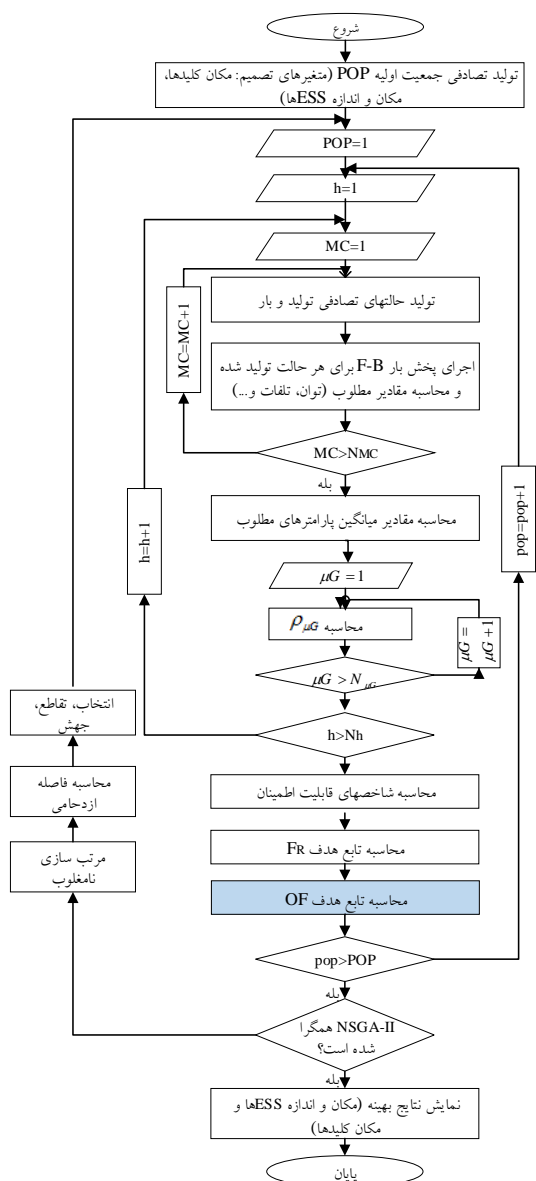 شروع
تولید تصادفی جمعیت اولیه POP (متغیرهای تصمیم: مکان کلیدها،
مکان و اندازه ESSها)
POP=1
h=1
MC=1
تولید حالتهای تصادفی تولید و بار
MC=MC+1
اجرای پخش بار F-B برای هر حالت تولید شده
و محاسبه مقادیر مطلوب (توان، تلفات و...)
MC>NMC
بله
محاسبه مقادیر میانگین پارامترهای مطلوب
h=h+1
pop=pop+1
μG = 1
محاسبه ρμG
μG =
μG +1
μG > NμG
h>Nh
انتخاب، تقاطع،
جهش
محاسبه شاخصهای قابلیت اطمینان
محاسبه فاصله
ازدحامی
محاسبه تابع هدف FR
مرتب سازی
نامغلوب
محاسبه تابع هدف OF
pop>POP
بله
NSGA-II همگرا
شده است؟
بله
نمایش نتایج بهینه (مکان و اندازه ESSها و
مکان کلیدها)
پایان